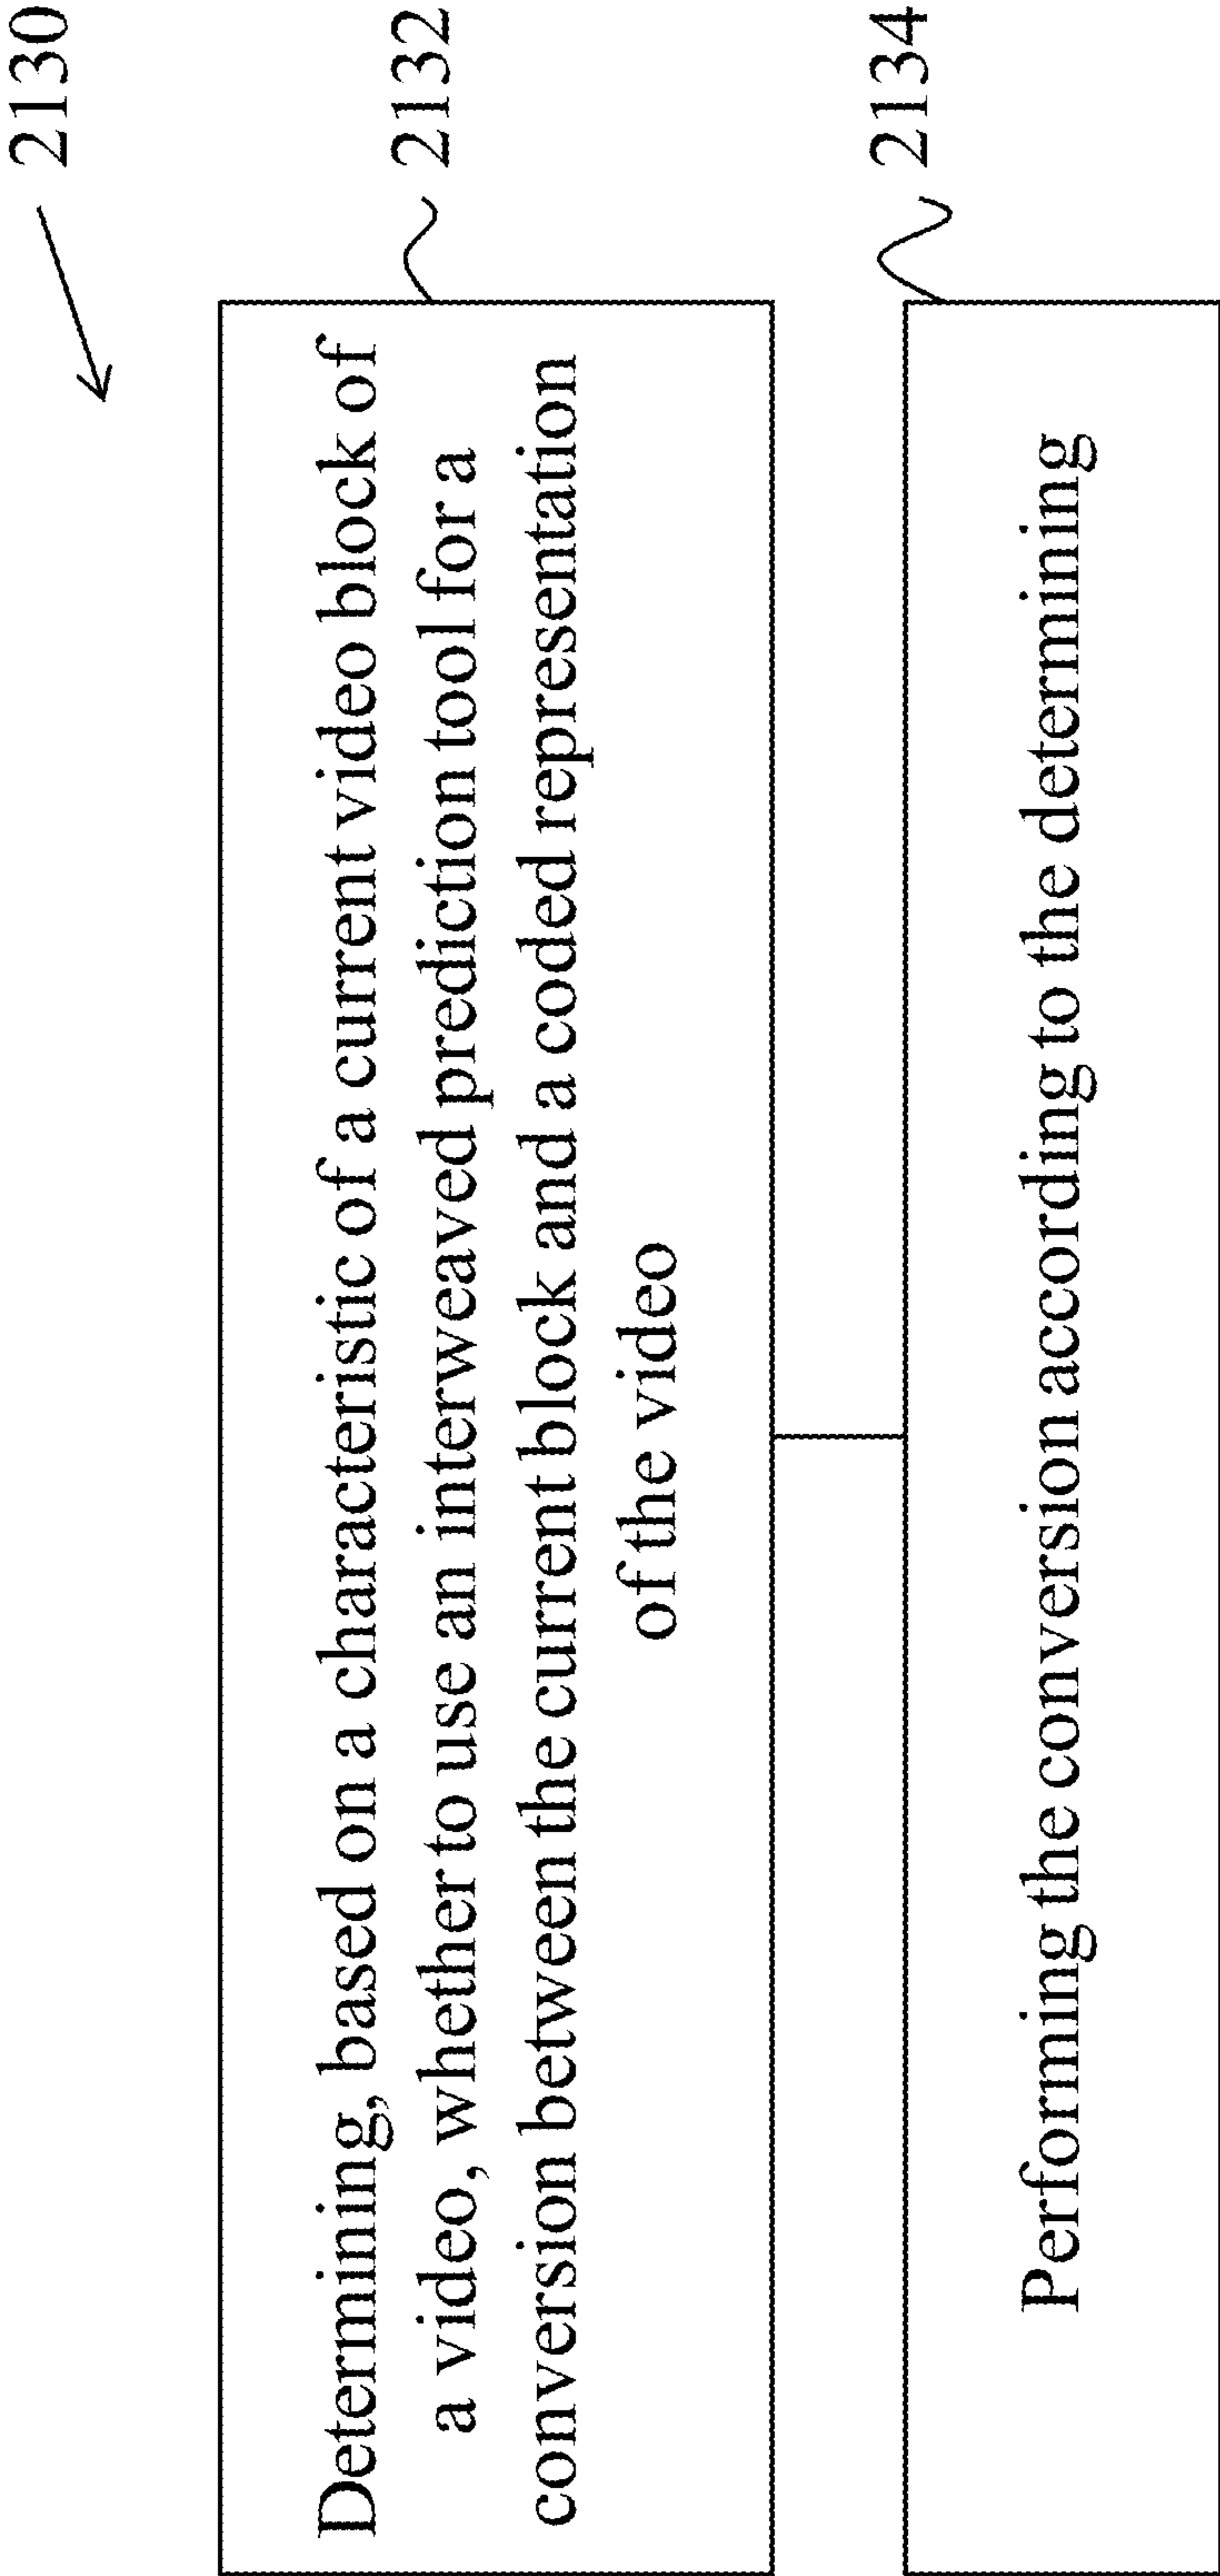 2130
Determining, based on a characteristic of a current video block of
a video, whether to use an interweaved prediction tool for a
conversion between the current block and a coded representation
of the video
2132
Performing the conversion according to the determining
2134